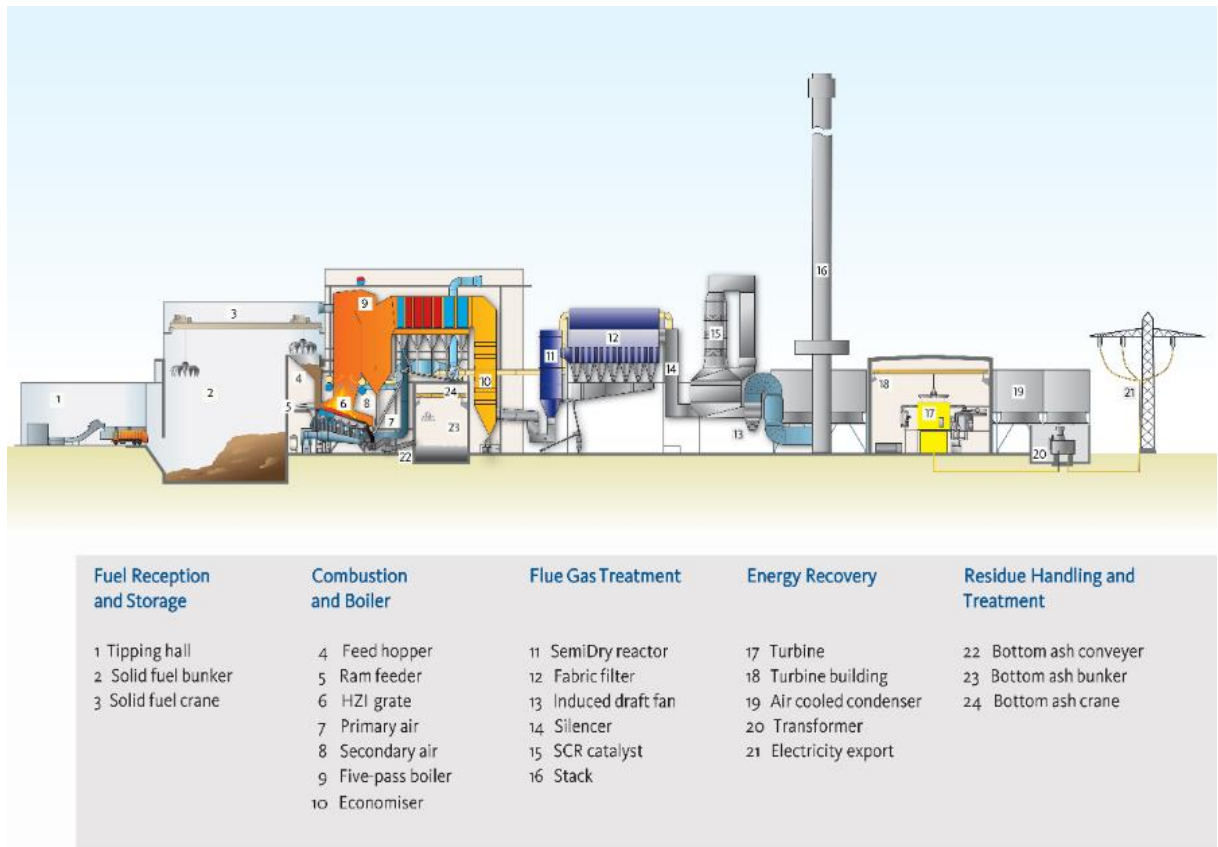 3
9
16
15
12
11
14
4
2
1
5
6
8
7
24
10
23
22
18
17
19
21
13
20
Fuel Reception
and Storage
1 Tipping hall
2 Solid fuel bunker
3 Solid fuel crane
Combustion
and Boiler
4 Feed hopper
5 Ram feeder
6 HZI grate
7 Primary air
8 Secondary air
9 Five-pass boiler
10 Economiser
Flue Gas Treatment
11 SemiDry reactor
12 Fabric filter
13 Induced draft fan
14 Silencer
15 SCR catalyst
16 Stack
Energy Recovery
17 Turbine
18 Turbine building
19 Air cooled condenser
20 Transformer
21 Electricity export
Residue Handling and
Treatment
22 Bottom ash conveyer
23 Bottom ash bunker
24 Bottom ash crane